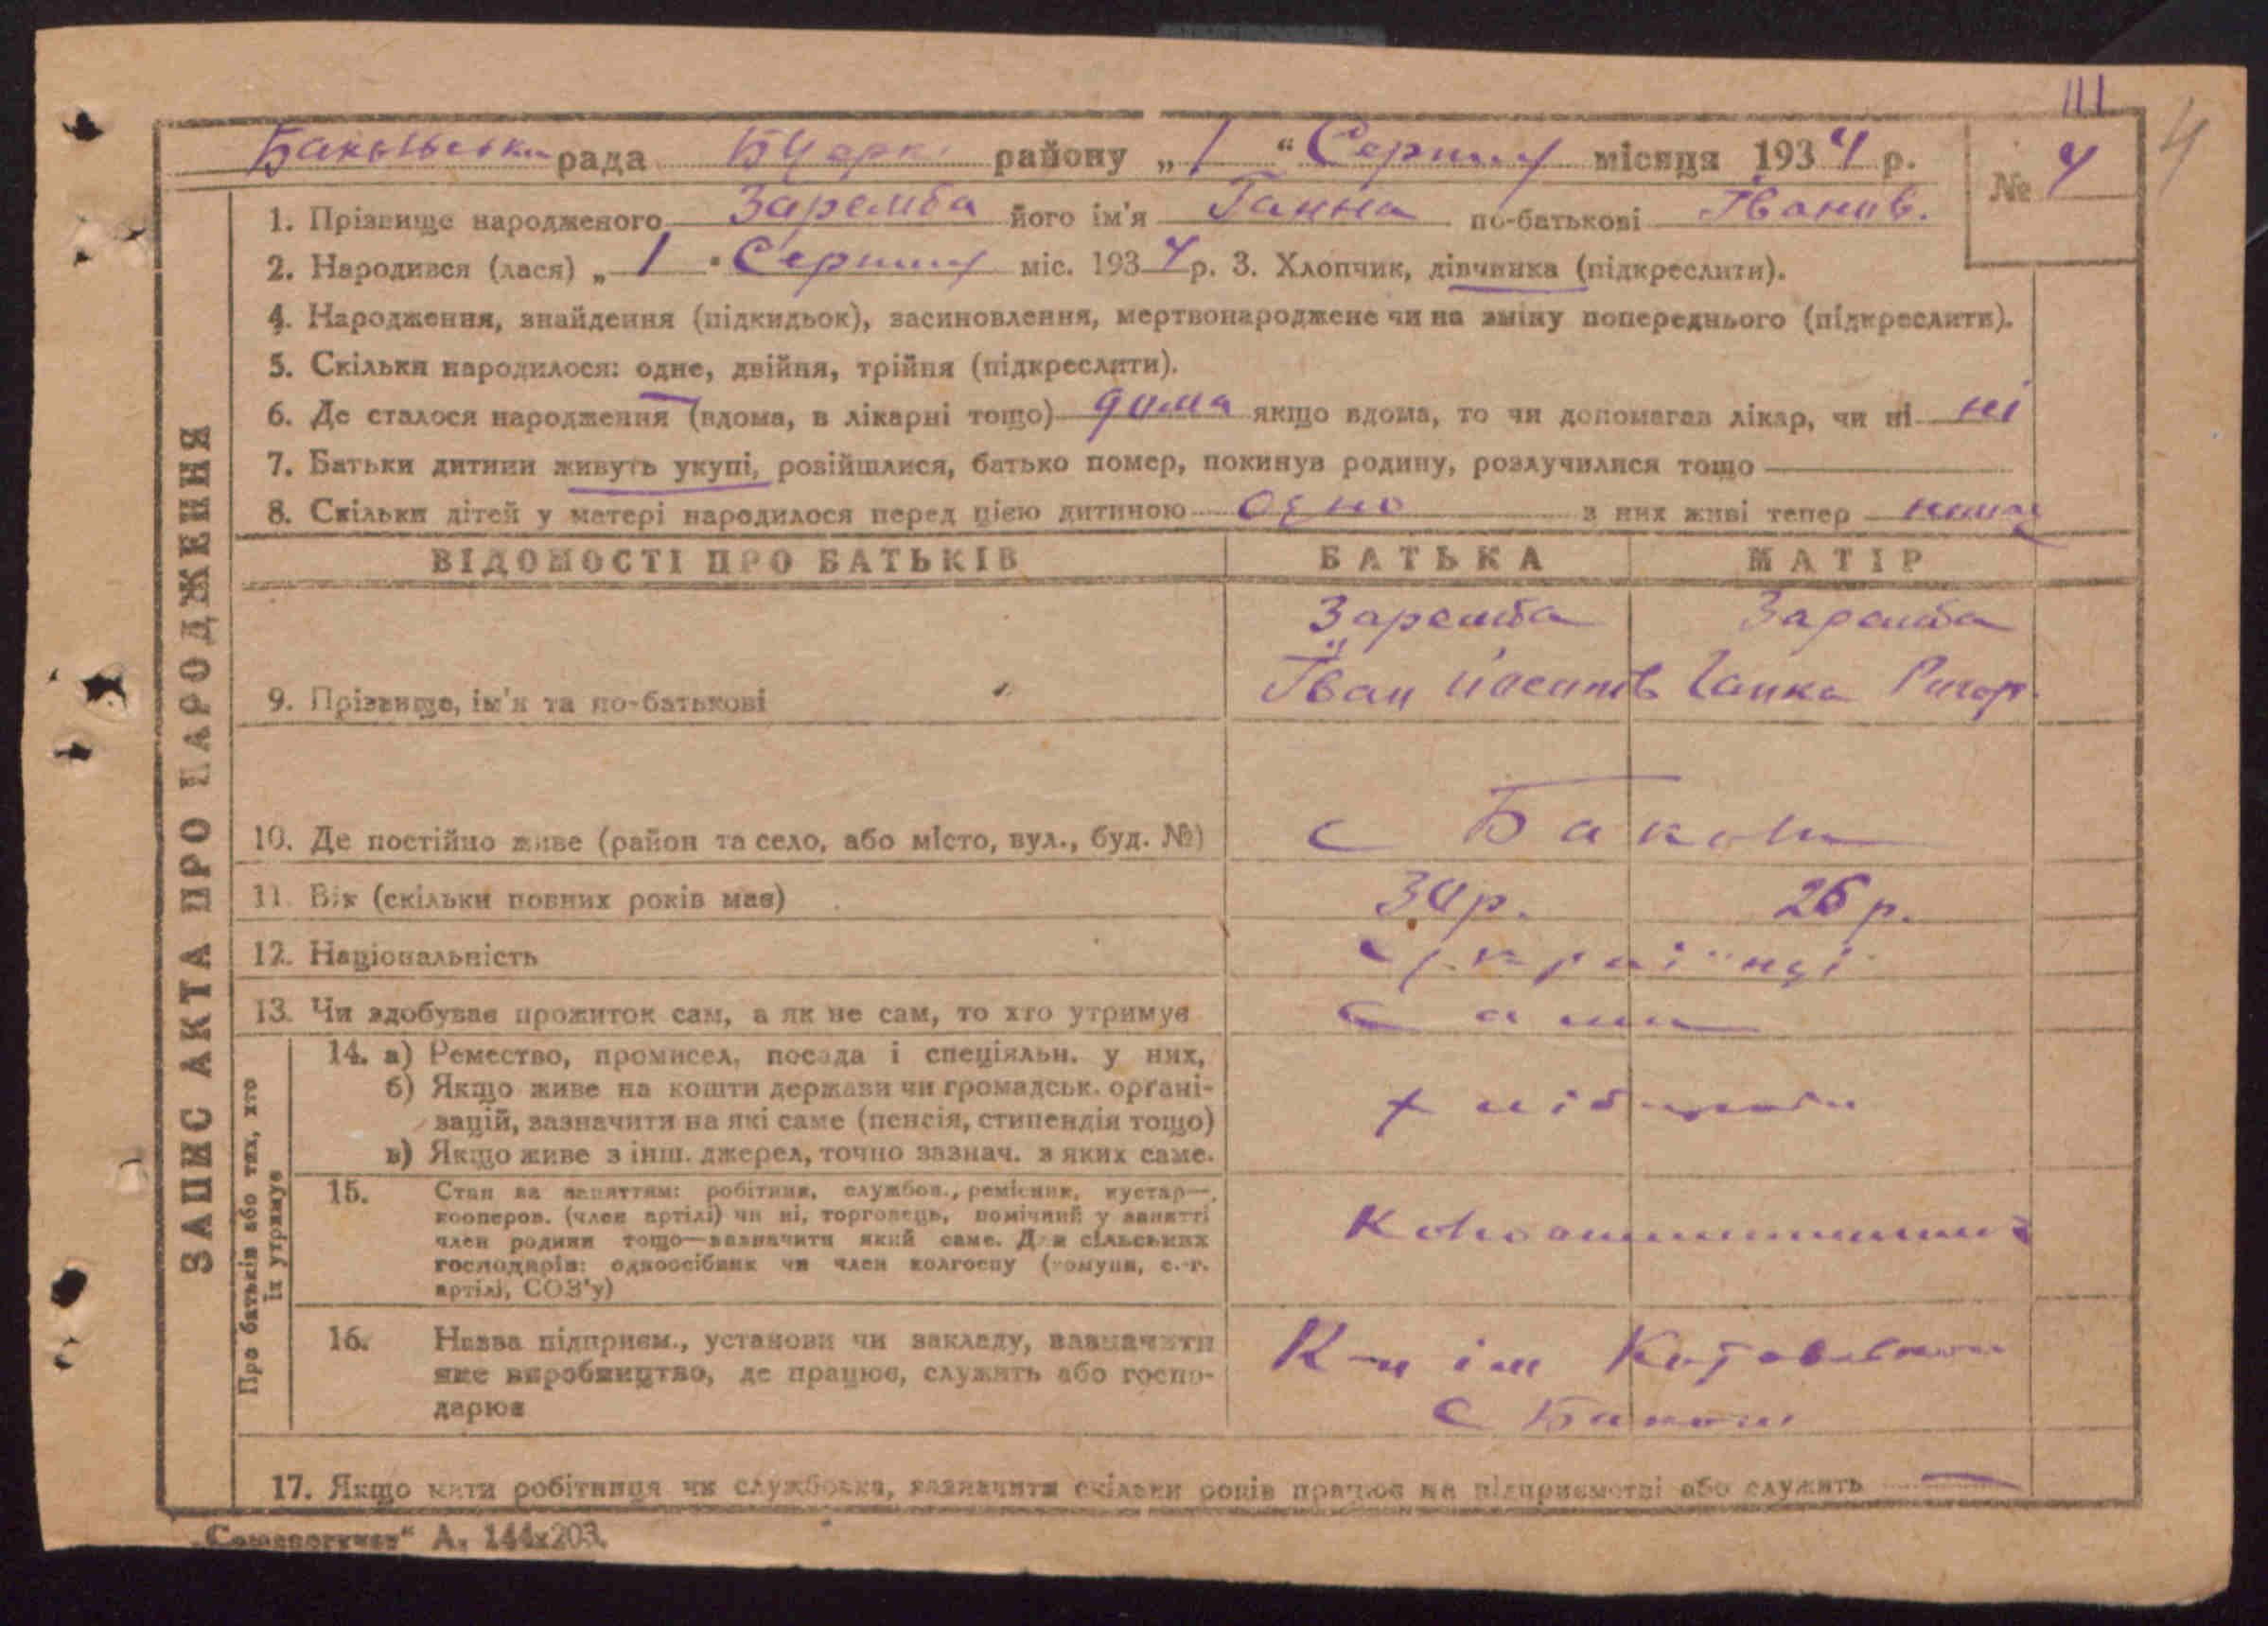 III
4
рада району „1“ Серпня місяця 1934 р.
№ 4
1. Прізвище народженого Заремба його ім'я Ганна по-батькові Іванів.
2. Народився (лася) „1" Серпня міс. 1934 р. 3. Хлопчик, дівчинка (підкреслити).
4. Народження, знайдення (підкидьок), засиновлення, мертвонароджене чи на зміну попереднього (підкреслити).
5. Скільки народилося: одне, двійня, трійня (підкреслити).
6. Де сталося народження (вдома, в лікарні тощо) дома якщо вдома, то чи допомагав лікар, чи ні ні
7. Батьки дитини живуть укупі, розійшлися, батько помер, покинув родину, розлучилися тощо
8. Скільки дітей у матері народилося перед цією дитиною одно з них живі тепер
ВІДОМОСТІ ПРО БАТЬКІВ БАТЬКА МАТІР
Заремба Заремба
9. Прізвище, ім'я та по-батькові Іван Йосипів Ганка Ригор.
10. Де постійно живе (район та село, або місто, вул., буд. №) с
11. Вік (скільки повних років має) р. 26 р.
12. Національність українці
13. Чи здобуває прожиток сам, а як не сам, то хто утримує Сами
14. а) Ремество, промисел, посада і спеціяльн. у них,
б) Якщо живе на кошти держави чи громадськ. орґані-
зацій, зазначити на які саме (пенсія, стипендія тощо)
в) Якщо живе з інш. джерел, точно зазнач. з яких саме.
15. Стан за заняттям: робітник, службов., ремісник, кустар—
кооперов. (член артілі) чи ні, торговець, помічний у занятті
член родини тощо—зазначити який саме. Для сільських
господарів: одноосібник чи член колгоспу (комуни, с.-г.
артілі, СОЗ'у)
16. Назва підприєм., установи чи закладу, зазначити К-п ім
яке виробництво, де працює, служить або госпо- с
дарює
17. Якщо мати робітниця чи службовка, зазначити скільки років працює на підприємстві або служить
ЗАПИС АКТА ПРО НАРОДЖЕННЯ
Про батьків або тих, хто
їх утримує
А. 144х203.